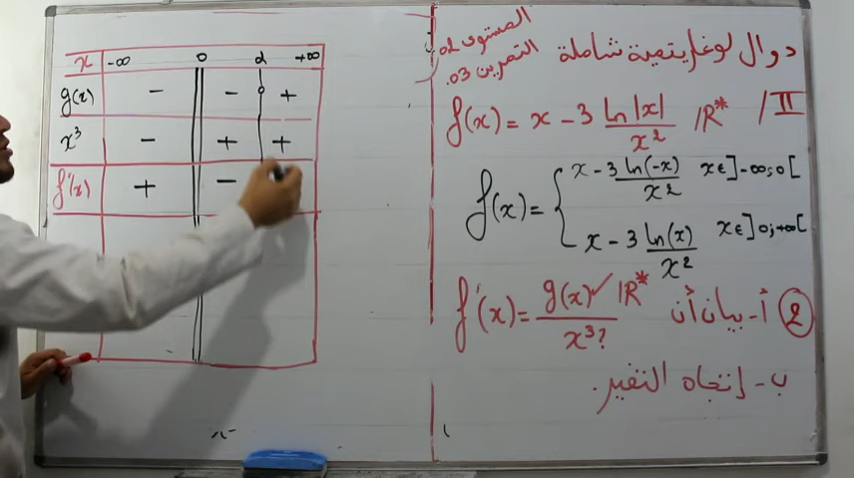 المستوى 02
التمرين 03.
دوال لوغاريتمية شاملة
II/
f(x) = x - 3 ln|x| / x² IR*
f(x) = { x - 3 ln(-x) / x² x∈]-∞;0[
x - 3 ln(x) / x² x∈]0;+∞[
② أ - بيان أن f'(x) = g(x) ✓ / x³? IR*
ب - إتجاه التغير.
x -∞ 0 α +∞
g(x) - - 0 +
x³ - + +
f'(x) + -